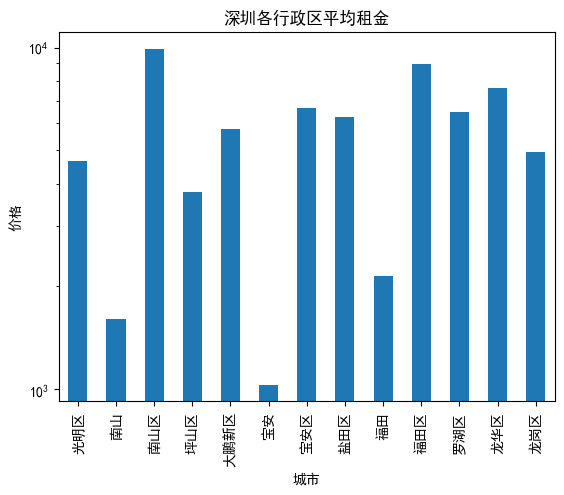 深圳各行政区平均租金
价格
10⁴
10³
光明区
南山
南山区
坪山区
大鹏新区
宝安
宝安区
盐田区
福田
福田区
罗湖区
龙华区
龙岗区
城市